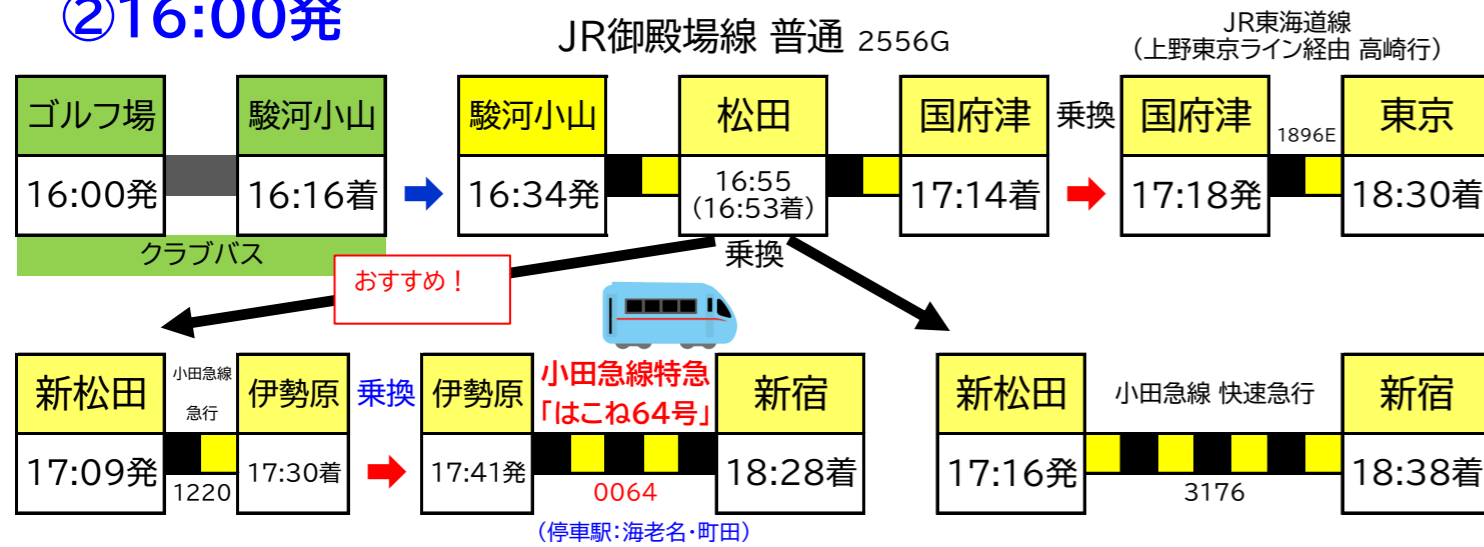 ②16:00発
JR御殿場線 普通 2556G
JR東海道線
（上野東京ライン経由 高崎行）
ゴルフ場
駿河小山
駿河小山
松田
国府津
乗換
国府津
1896E
東京
16:00発
16:16着
16:34発
16:55
（16:53着）
17:14着
17:18発
18:30着
クラブバス
乗換
おすすめ！
新松田
小田急線
急行
伊勢原
乗換
伊勢原
小田急線特急
「はこね64号」
新宿
新松田
小田急線 快速急行
新宿
17:09発
1220
17:30着
17:41発
0064
18:28着
17:16発
3176
18:38着
（停車駅：海老名・町田）